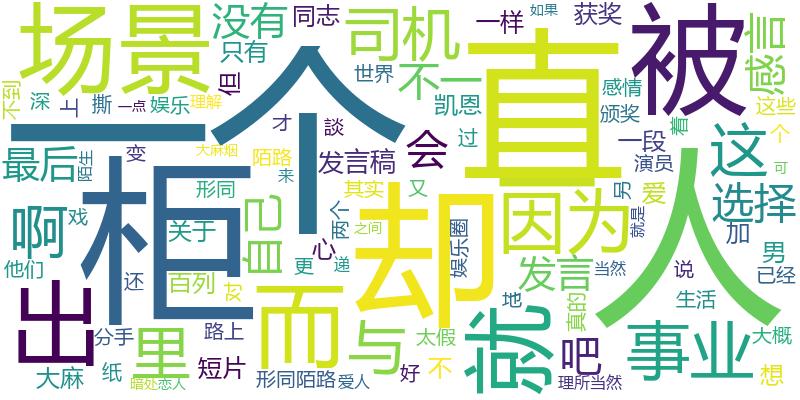 场景
没有
同志
司机
一样
如果
获奖
只有
但
世界
不一
被
感言
不到
深
上
撕
一点
娱乐
理解
一个
直
凯恩
感情
颁奖
这些
才
談
过
着
个
最后
陌生
变
大麻烟
陌路
发言稿
会
一段
演员
这
可
柜
形同
来
其实
又
却
因为
另
爱
选择
人
啊
戏
关于
自己
心
两个
之间
娱乐圈
就是
加
男
他们
还
百列
对
更
递
而
与
发言
当然
地
真的
说
已经
生活
出
里
分手
路上
太假
就
吧
事业
大概
大麻
纸
短片
暗处
恋人
形同陌路
爱人
好
不
理所当然
想